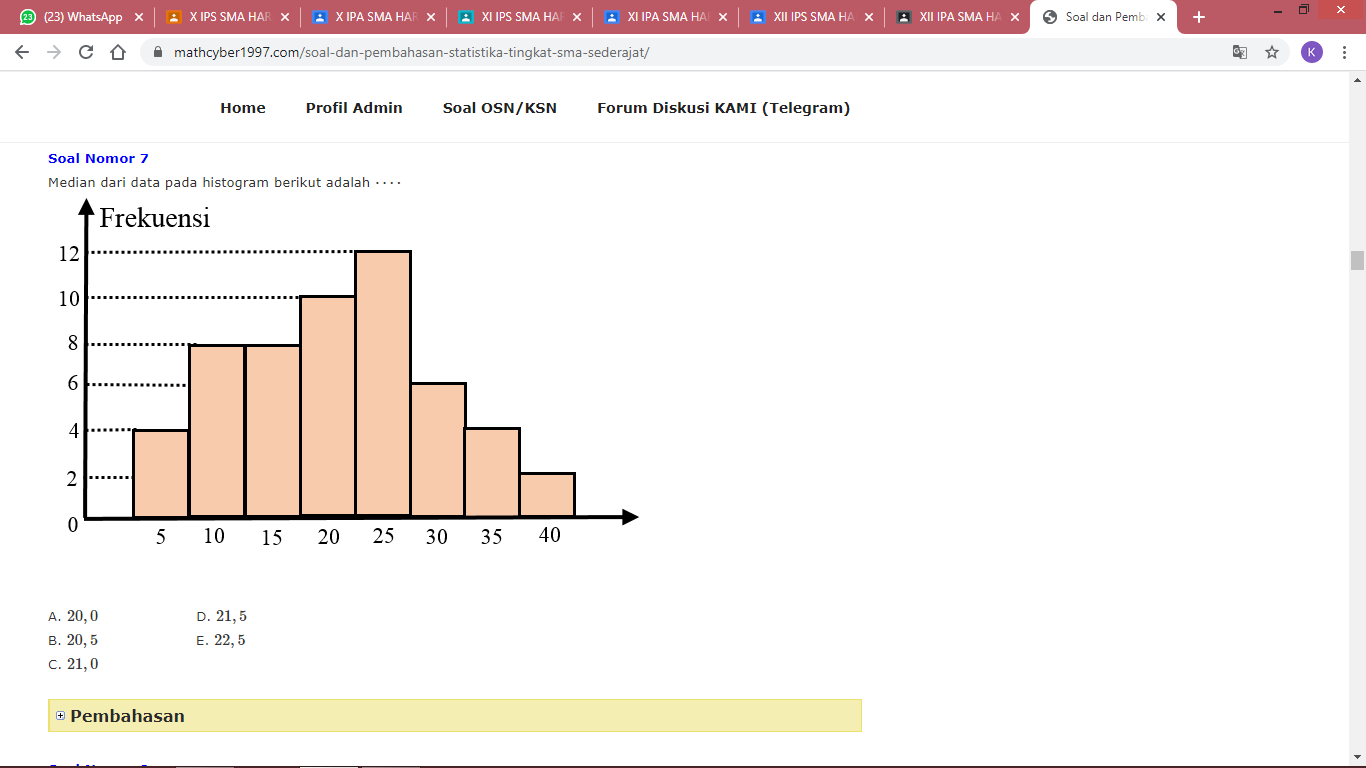 23 (23) WhatsApp
X IPS SMA HAR
X IPA SMA HAR
XI IPS SMA HAR
XI IPA SMA HA
XII IPS SMA HA
XII IPA SMA HA
Soal dan Pemb
mathcyber1997.com/soal-dan-pembahasan-statistika-tingkat-sma-sederajat/
K
Home Profil Admin Soal OSN/KSN Forum Diskusi KAMI (Telegram)
Soal Nomor 7
Median dari data pada histogram berikut adalah ····
Frekuensi
12
10
8
6
4
2
0
5 10 15 20 25 30 35 40
A. 20,0 D. 21,5
B. 20,5 E. 22,5
C. 21,0
Pembahasan